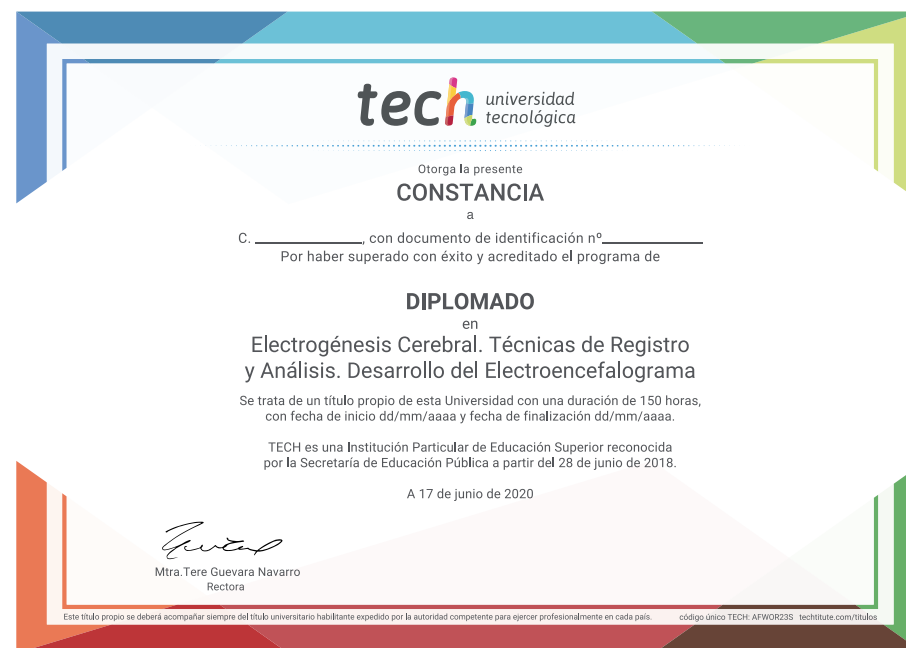 tech universidad
tecnológica
Otorga la presente
CONSTANCIA
a
C. ____________, con documento de identificación nº____________
Por haber superado con éxito y acreditado el programa de
DIPLOMADO
en
Electrogénesis Cerebral. Técnicas de Registro
y Análisis. Desarrollo del Electroencefalograma
Se trata de un título propio de esta Universidad con una duración de 150 horas,
con fecha de inicio dd/mm/aaaa y fecha de finalización dd/mm/aaaa.
TECH es una Institución Particular de Educación Superior reconocida
por la Secretaría de Educación Pública a partir del 28 de junio de 2018.
A 17 de junio de 2020
Mtra.Tere Guevara Navarro
Rectora
Este título propio se deberá acompañar siempre del título universitario habilitante expedido por la autoridad competente para ejercer profesionalmente en cada país. código único TECH: AFWOR23S techtitute.com/titulos